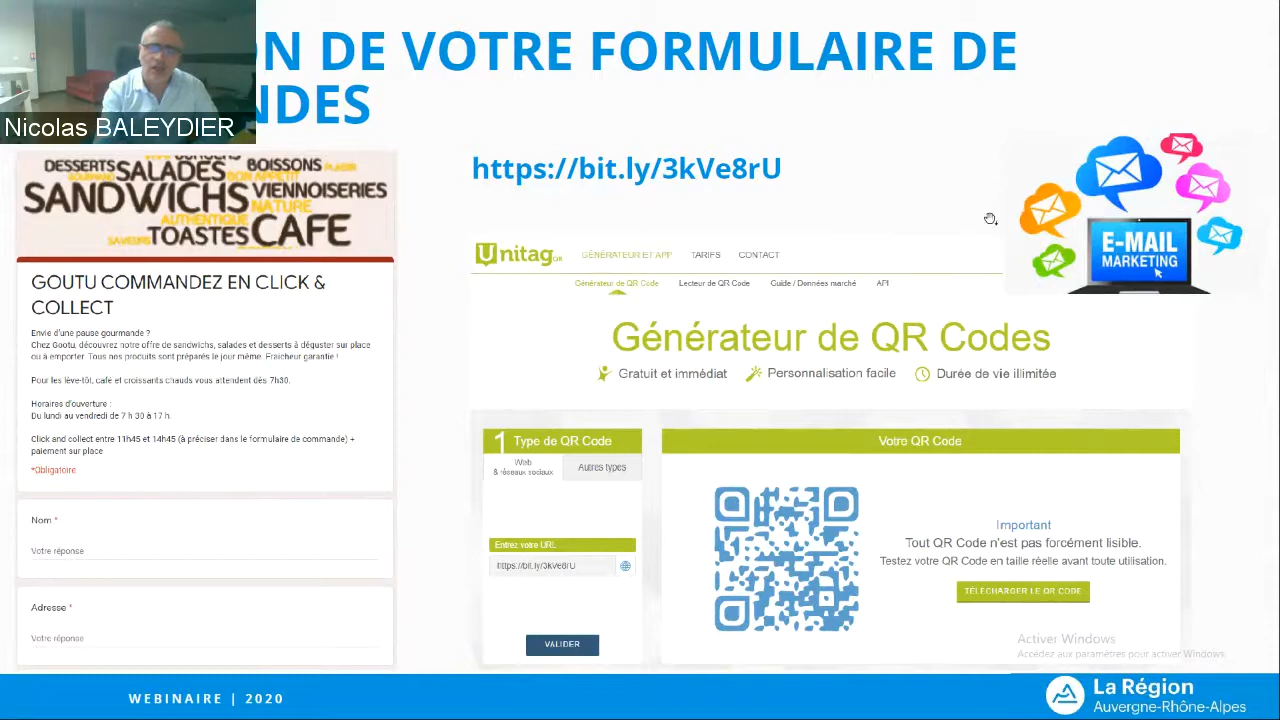 ON DE VOTRE FORMULAIRE DE
NDES
Nicolas BALEYDIER
https://bit.ly/3kVe8rU
DESSERTS SALADES BOISSONS PLAISIR
GOURMAND BON APPETIT
SANDWICHS VIENNOISERIES
NATURE
AUTHENTIQUE
SAVEURS TOASTES CAFE
GOUTU COMMANDEZ EN CLICK &
COLLECT
Envie d'une pause gourmande ?
Chez Gootu, découvrez notre offre de sandwichs, salades et desserts à déguster sur place
ou à emporter. Tous nos produits sont préparés le jour même. Fraicheur garantie !
Pour les lève-tôt, café et croissants chauds vous attendent dès 7h30.
Horaires d'ouverture :
Du lundi au vendredi de 7 h 30 à 17 h.
Click and collect entre 11h45 et 14h45 (à préciser dans le formulaire de commande) +
paiement sur place
*Obligatoire
Nom *
Votre réponse
Adresse *
Votre réponse
E-MAIL
MARKETING
Unitag QR
GÉNÉRATEUR ET APP TARIFS CONTACT
Générateur de QR Code Lecteur de QR Code Guide / Données marché API
Générateur de QR Codes
Gratuit et immédiat Personnalisation facile Durée de vie illimitée
1 Type de QR Code
Web
& réseaux sociaux
Autres types
Entrez votre URL
https://bit.ly/3kVe8rU
VALIDER
Votre QR Code
Important
Tout QR Code n'est pas forcément lisible.
Testez votre QR Code en taille réelle avant toute utilisation.
TÉLÉCHARGER LE QR CODE
Activer Windows
Accédez aux paramètres pour activer Windows.
WEBINAIRE | 2020
La Région
Auvergne-Rhône-Alpes